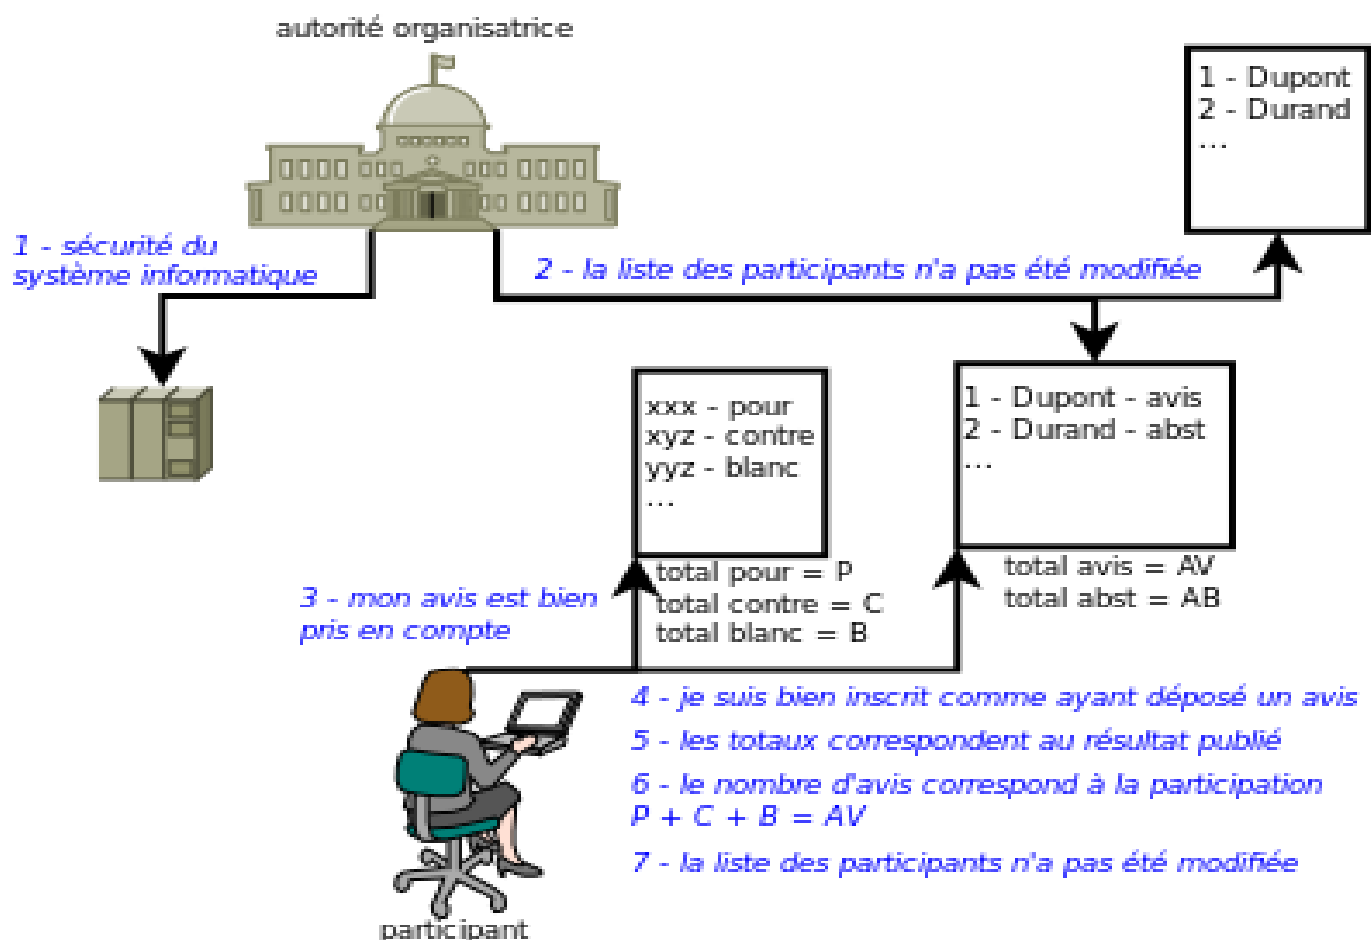 autorité organisatrice
1 - Dupont
2 - Durand
...
1 - sécurité du
système informatique
2 - la liste des participants n'a pas été modifiée
xxx - pour
xyz - contre
yyz - blanc
...
1 - Dupont - avis
2 - Durand - abst
...
total pour = P
total contre = C
total blanc = B
total avis = AV
total abst = AB
3 - mon avis est bien
pris en compte
4 - je suis bien inscrit comme ayant déposé un avis
5 - les totaux correspondent au résultat publié
6 - le nombre d'avis correspond à la participation
P + C + B = AV
7 - la liste des participants n'a pas été modifiée
participant